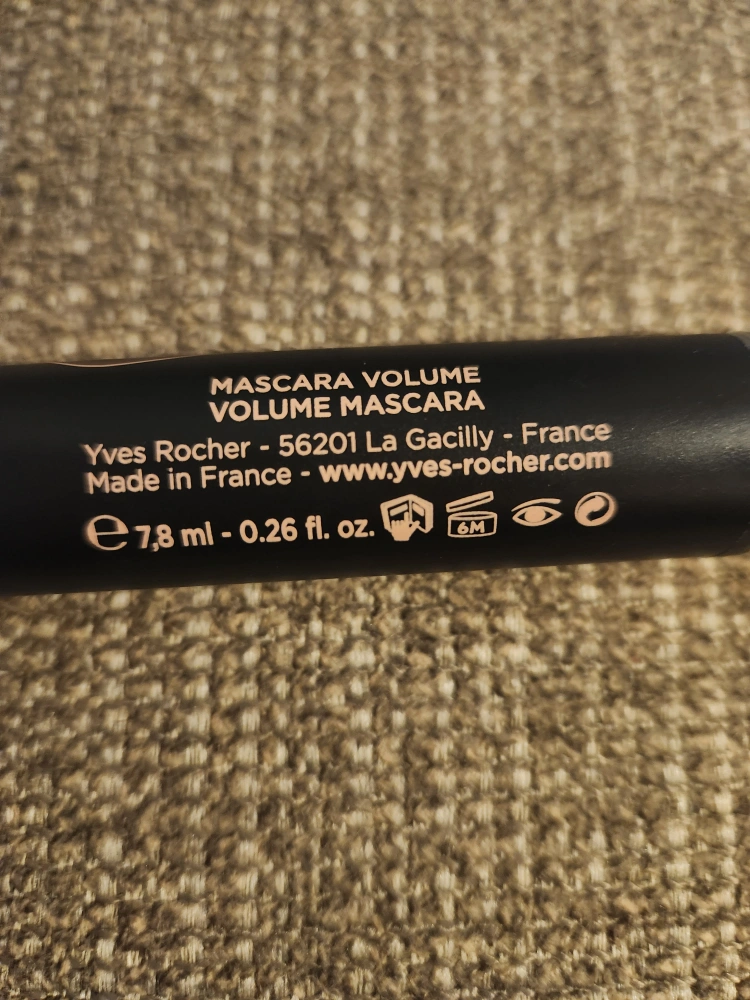 MASCARA VOLUME
VOLUME MASCARA
Yves Rocher - 56201 La Gacilly - France
Made in France - www.yves-rocher.com
℮ 7,8 ml - 0.26 fl. oz. 6M